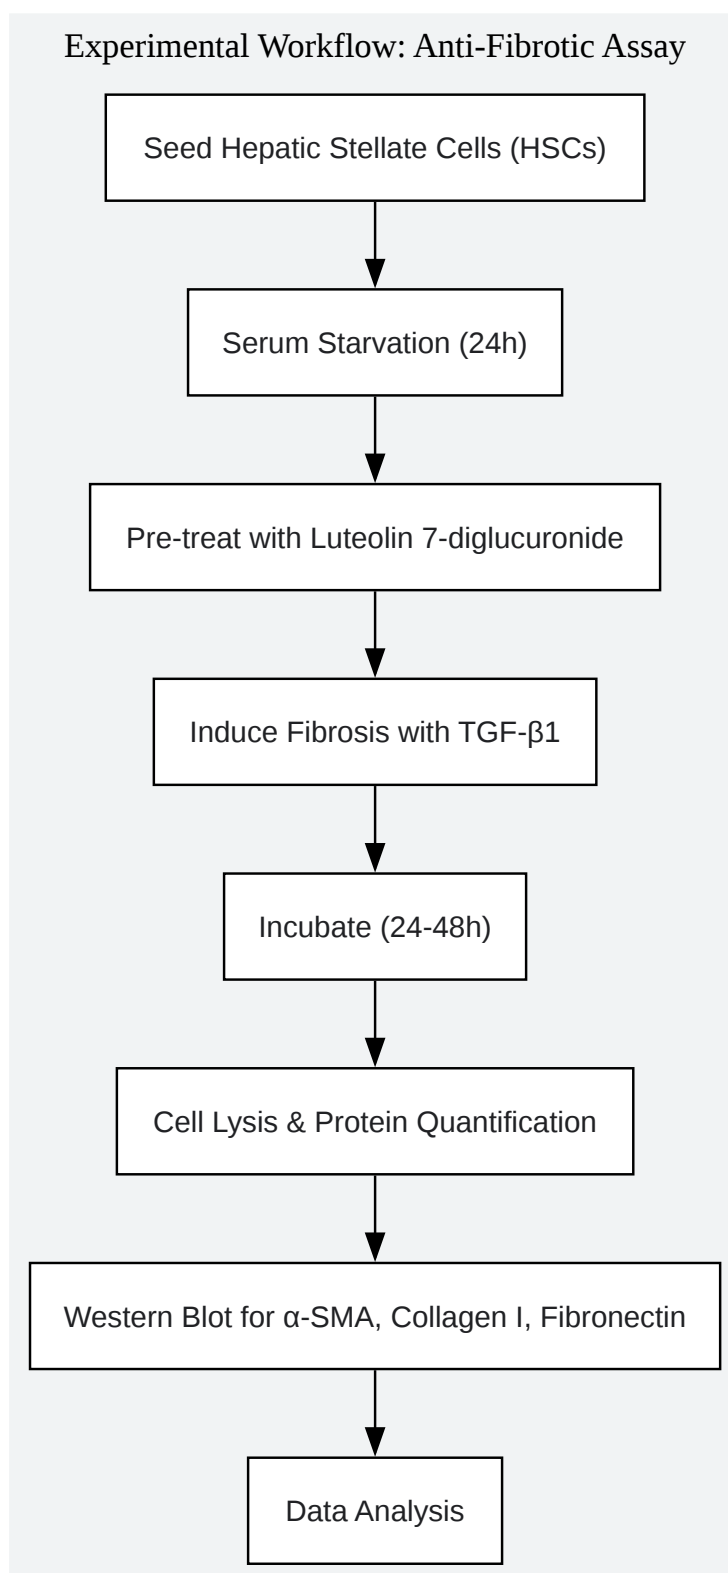 Experimental Workflow: Anti-Fibrotic Assay
Seed Hepatic Stellate Cells (HSCs)
Serum Starvation (24h)
Pre-treat with Luteolin 7-diglucuronide
Induce Fibrosis with TGF-β1
Incubate (24-48h)
Cell Lysis & Protein Quantification
Western Blot for α-SMA, Collagen I, Fibronectin
Data Analysis